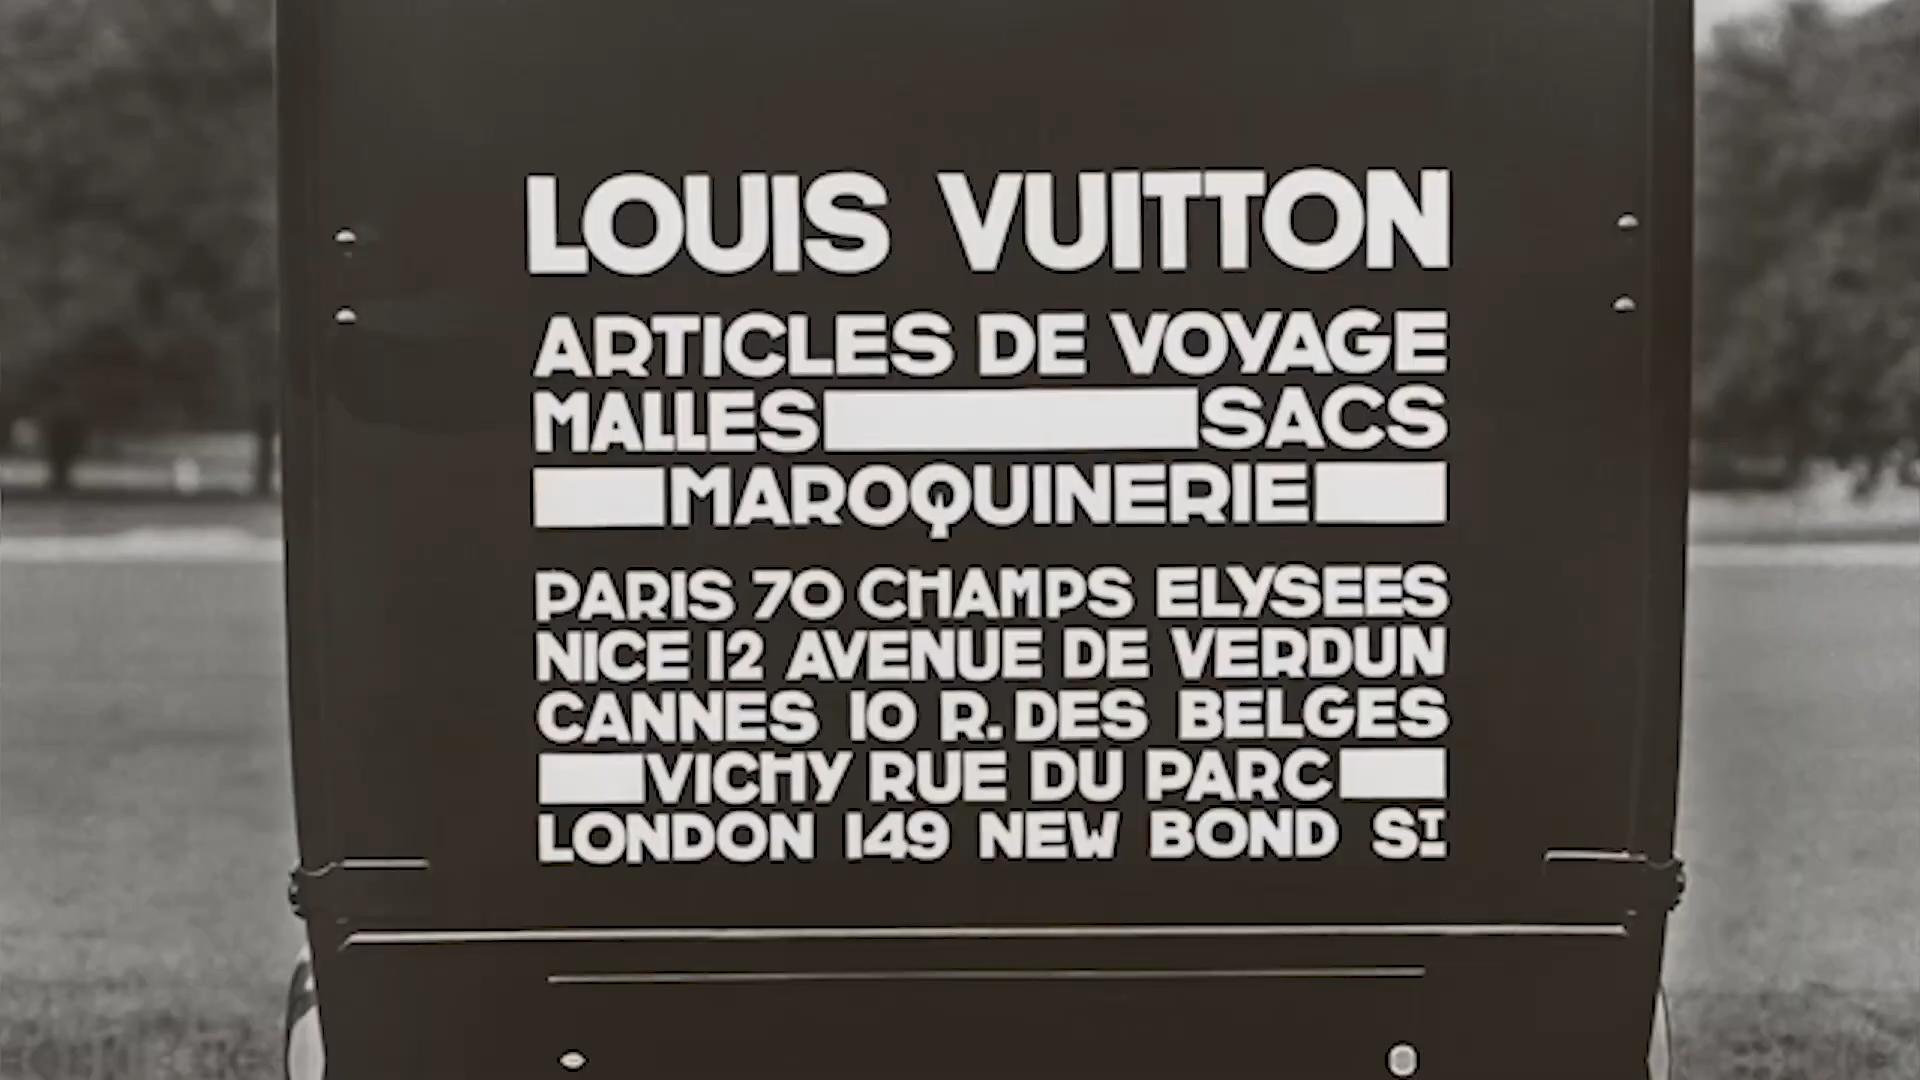 LOUIS VUITTON
ARTICLES DE VOYAGE
MALLES SACS
MAROQUINERIE
PARIS 70 CHAMPS ELYSEES
NICE 12 AVENUE DE VERDUN
CANNES 10 R. DES BELGES
VICHY RUE DU PARC
LONDON 149 NEW BOND ST